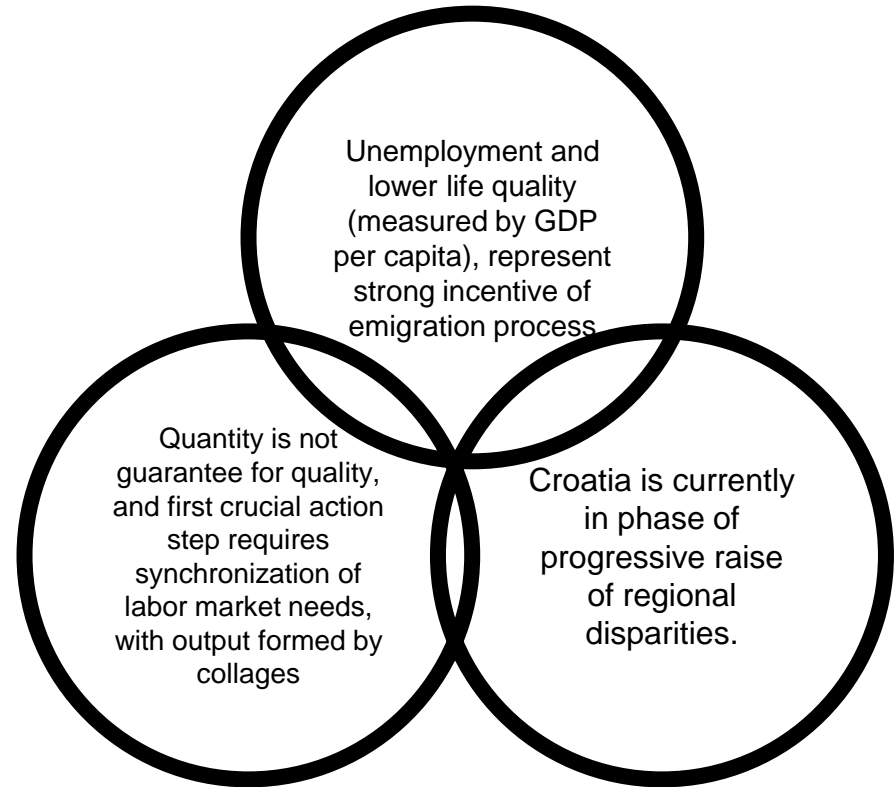 Unemployment and
lower life quality
(measured by GDP
per capita), represent
strong incentive of
emigration process
Quantity is not
guarantee for quality,
and first crucial action
step requires
synchronization of
labor market needs,
with output formed by
collages
Croatia is currently
in phase of
progressive raise
of regional
disparities.